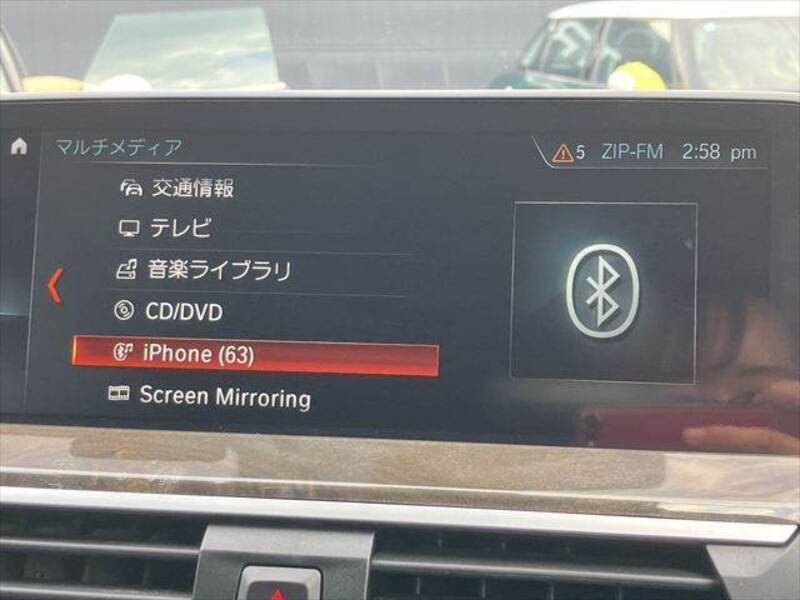 マルチメディア
5 ZIP-FM 2:58 pm
交通情報
テレビ
音楽ライブラリ
CD/DVD
iPhone (63)
Screen Mirroring